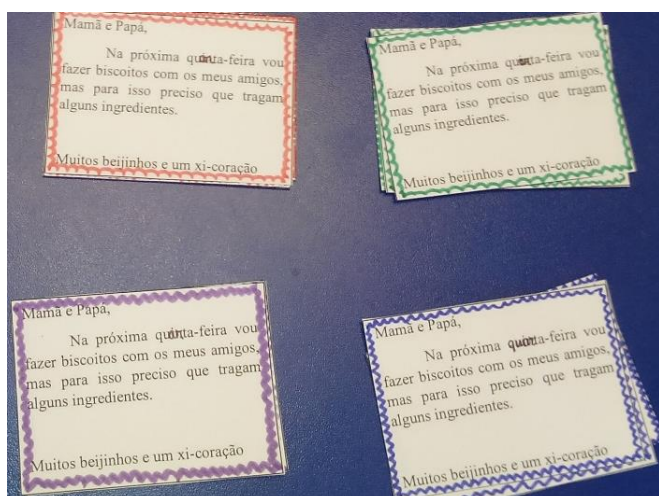 Mamã e Papá,
Na próxima quinta-feira vou
fazer biscoitos com os meus amigos,
mas para isso preciso que tragam
alguns ingredientes.
Muitos beijinhos e um xi-coração
Mamã e Papá,
Na próxima quinta-feira vou
fazer biscoitos com os meus amigos,
mas para isso preciso que tragam
alguns ingredientes.
Muitos beijinhos e um xi-coração
Mamã e Papá,
Na próxima quinta-feira vou
fazer biscoitos com os meus amigos,
mas para isso preciso que tragam
alguns ingredientes.
Muitos beijinhos e um xi-coração
Mamã e Papá,
Na próxima quinta-feira vou
fazer biscoitos com os meus amigos,
mas para isso preciso que tragam
alguns ingredientes.
Muitos beijinhos e um xi-coração